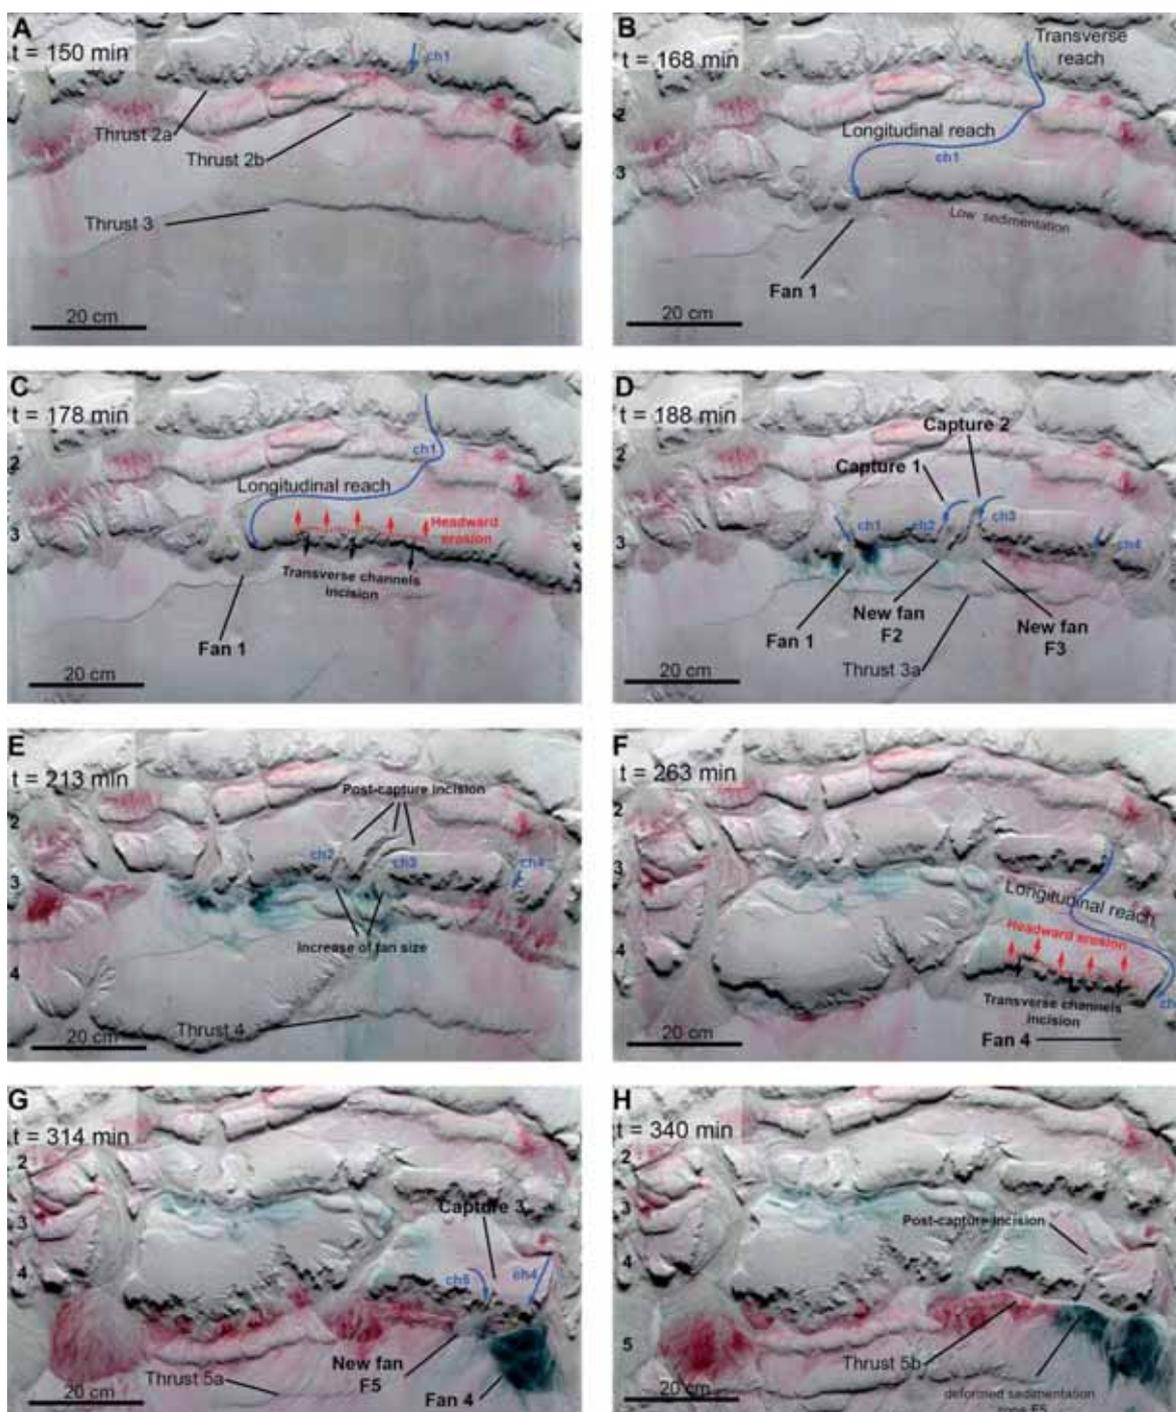 A
t = 150 min
ch1
Thrust 2a
Thrust 2b
Thrust 3
20 cm
B
t = 168 min
Transverse
reach
2
Longitudinal reach
ch1
3
Low sedimentation
Fan 1
20 cm
C
t = 178 min
2
ch1
Longitudinal reach
Headward
erosion
3
Transverse channels
incision
Fan 1
20 cm
D
t = 188 min
Capture 2
2
Capture 1
ch1
ch2
ch3
3
ch4
New fan
F2
Fan 1
New fan
F3
Thrust 3a
20 cm
E
t = 213 min
Post-capture incision
2
ch2
ch3
ch4
3
Increase of fan size
4
Thrust 4
20 cm
F
t = 263 min
2
3
Longitudinal reach
Headward erosion
4
Transverse channels
incision
Fan 4
20 cm
G
t = 314 min
2
Capture 3
3
4
ch5
ch4
New fan
F5
Thrust 5a
Fan 4
20 cm
H
t = 340 min
2
3
Post-capture incision
4
5
Thrust 5b
deformed sedimentation
20 cm